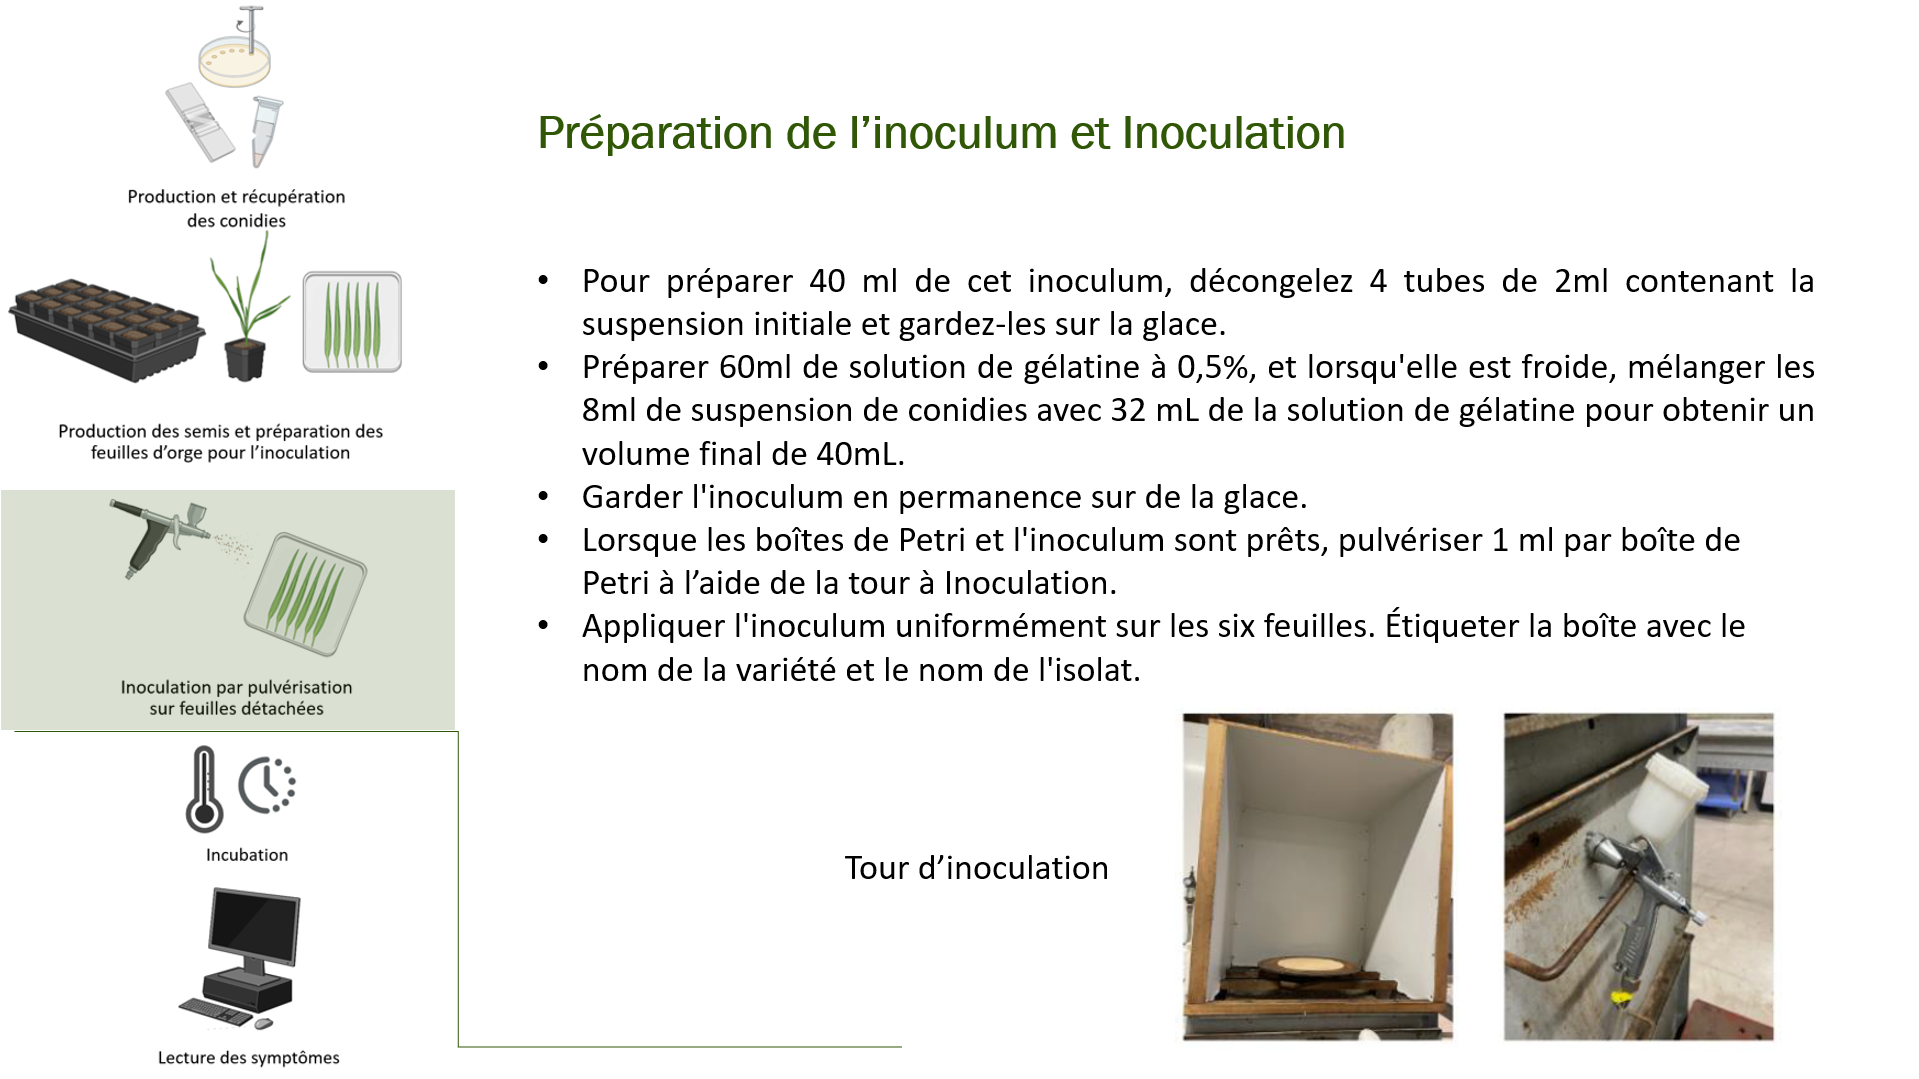 Production et récupération
des conidies
Production des semis et préparation des
feuilles d’orge pour l’inoculation
Inoculation par pulvérisation
sur feuilles détachées
Incubation
Lecture des symptômes
Préparation de l’inoculum et Inoculation
• Pour préparer 40 ml de cet inoculum, décongelez 4 tubes de 2ml contenant la
suspension initiale et gardez-les sur la glace.
• Préparer 60ml de solution de gélatine à 0,5%, et lorsqu'elle est froide, mélanger les
8ml de suspension de conidies avec 32 mL de la solution de gélatine pour obtenir un
volume final de 40mL.
• Garder l'inoculum en permanence sur de la glace.
• Lorsque les boîtes de Petri et l'inoculum sont prêts, pulvériser 1 ml par boîte de
Petri à l’aide de la tour à Inoculation.
• Appliquer l'inoculum uniformément sur les six feuilles. Étiqueter la boîte avec le
nom de la variété et le nom de l'isolat.
Tour d’inoculation